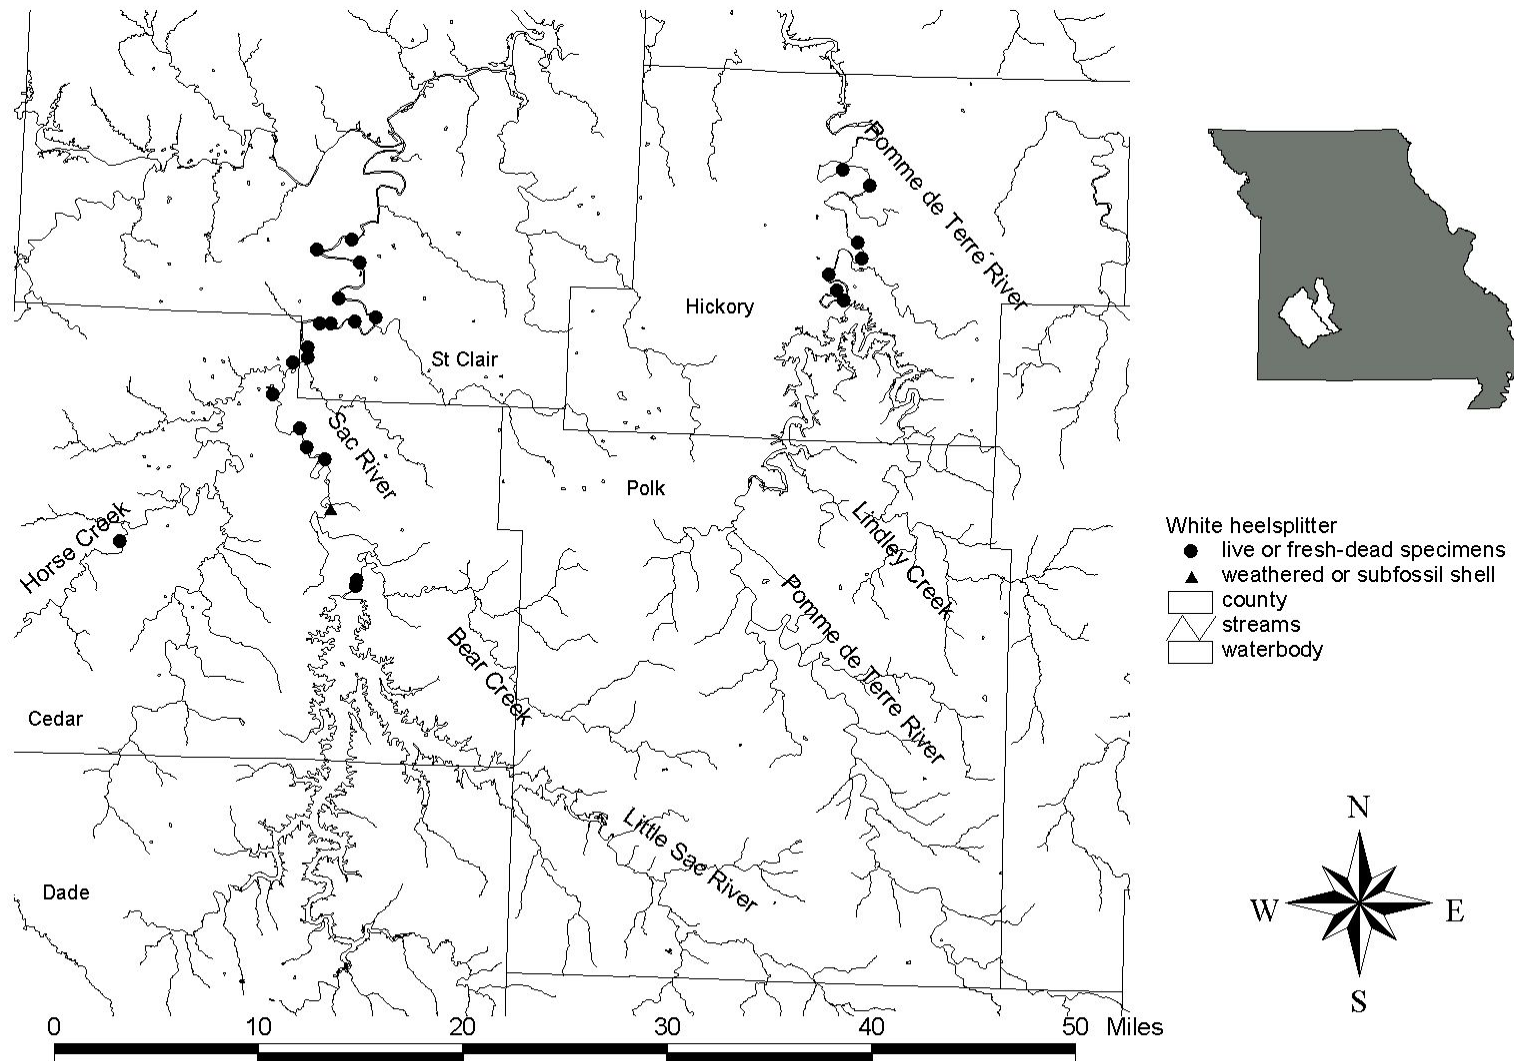 Pomme de Terre River
Hickory
St Clair
Sac River
Polk
Horse Creek
Lindley Creek
Pomme de Terre River
Bear Creek
Cedar
Little Sac River
Dade
White heelsplitter
live or fresh-dead specimens
weathered or subfossil shell
county
streams
waterbody
N
W E
S
0 10 20 30 40 50 Miles